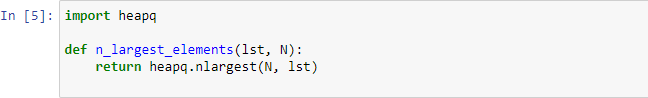 In [5]: import heapq
def n_largest_elements(lst, N):
    return heapq.nlargest(N, lst)